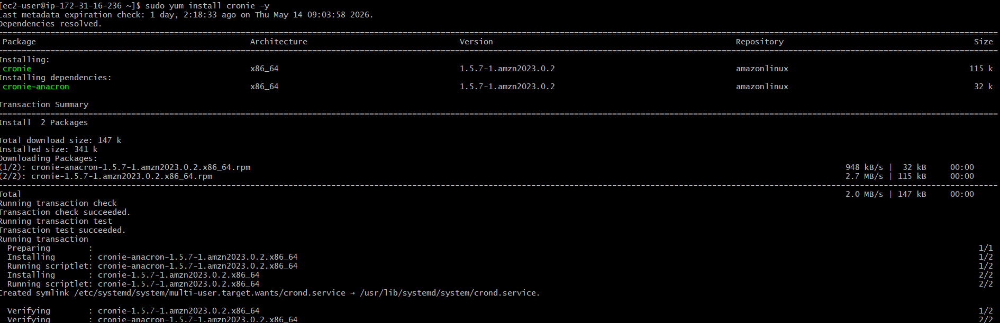 [ec2-user@ip-172-31-16-236 ~]$ sudo yum install cronie -y
Last metadata expiration check: 1 day, 2:18:33 ago on Thu May 14 09:03:58 2026.
Dependencies resolved.
Package Architecture Version Repository Size
Installing:
cronie x86_64 1.5.7-1.amzn2023.0.2 amazonlinux 115 k
Installing dependencies:
cronie-anacron x86_64 1.5.7-1.amzn2023.0.2 amazonlinux 32 k
Transaction Summary
Install 2 Packages
Total download size: 147 k
Installed size: 341 k
Downloading Packages:
(1/2): cronie-anacron-1.5.7-1.amzn2023.0.2.x86_64.rpm 948 kB/s | 32 kB 00:00
(2/2): cronie-1.5.7-1.amzn2023.0.2.x86_64.rpm 2.7 MB/s | 115 kB 00:00
Total 2.0 MB/s | 147 kB 00:00
Running transaction check
Transaction check succeeded.
Running transaction test
Transaction test succeeded.
Running transaction
Preparing : 1/1
Installing : cronie-anacron-1.5.7-1.amzn2023.0.2.x86_64 1/2
Running scriptlet: cronie-anacron-1.5.7-1.amzn2023.0.2.x86_64 1/2
Installing : cronie-1.5.7-1.amzn2023.0.2.x86_64 2/2
Running scriptlet: cronie-1.5.7-1.amzn2023.0.2.x86_64 2/2
Created symlink /etc/systemd/system/multi-user.target.wants/crond.service → /usr/lib/systemd/system/crond.service.
Verifying : cronie-1.5.7-1.amzn2023.0.2.x86_64 1/2
Verifying : cronie-anacron-1.5.7-1.amzn2023.0.2.x86_64 2/2